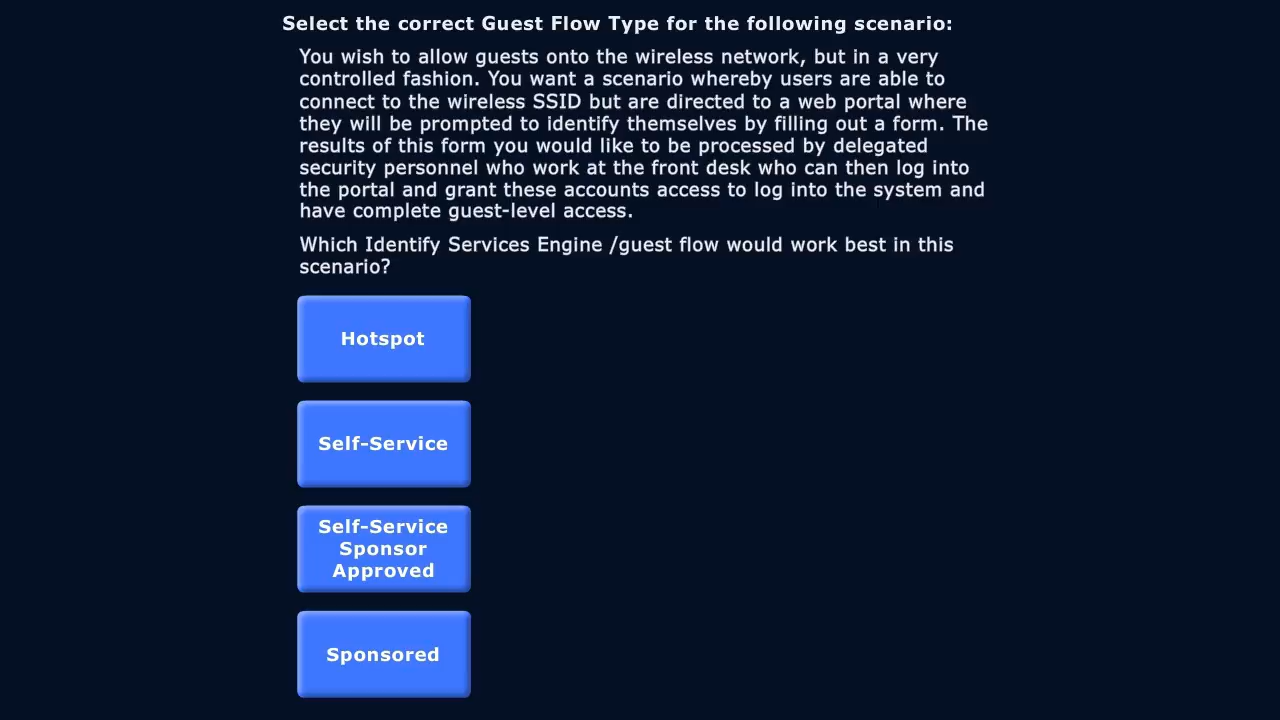 Select the correct Guest Flow Type for the following scenario:
You wish to allow guests onto the wireless network, but in a very
controlled fashion. You want a scenario whereby users are able to
connect to the wireless SSID but are directed to a web portal where
they will be prompted to identify themselves by filling out a form. The
results of this form you would like to be processed by delegated
security personnel who work at the front desk who can then log into
the portal and grant these accounts access to log into the system and
have complete guest-level access.
Which Identify Services Engine /guest flow would work best in this
scenario?
Hotspot
Self-Service
Self-Service
Sponsor
Approved
Sponsored